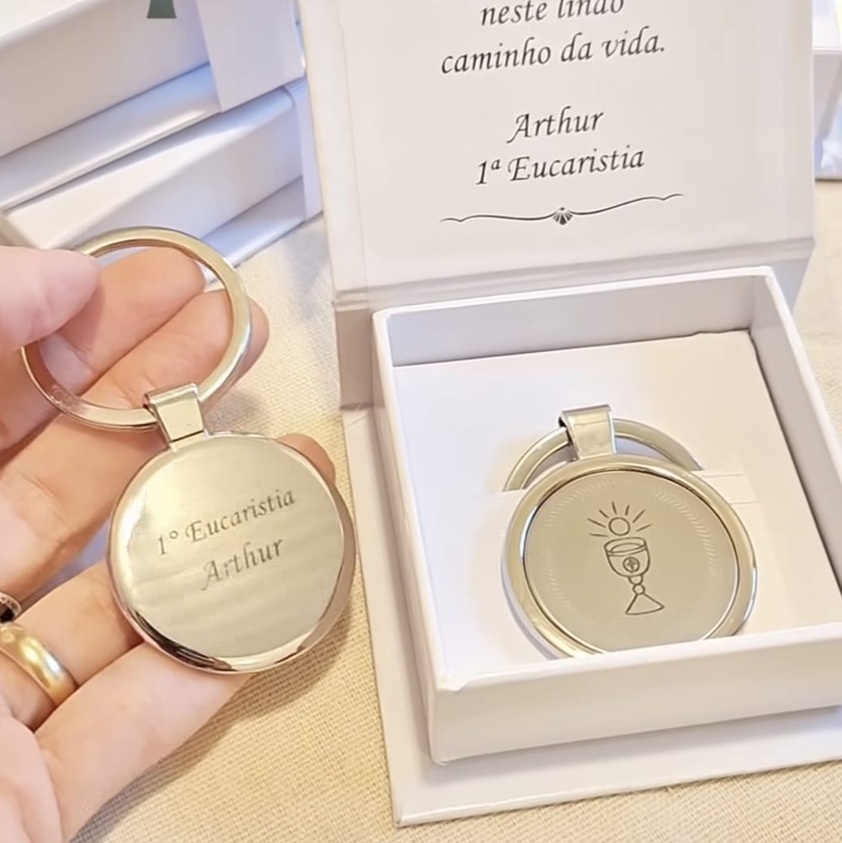 neste lindo
caminho da vida.
Arthur
1ª Eucaristia
1° Eucaristia
Arthur